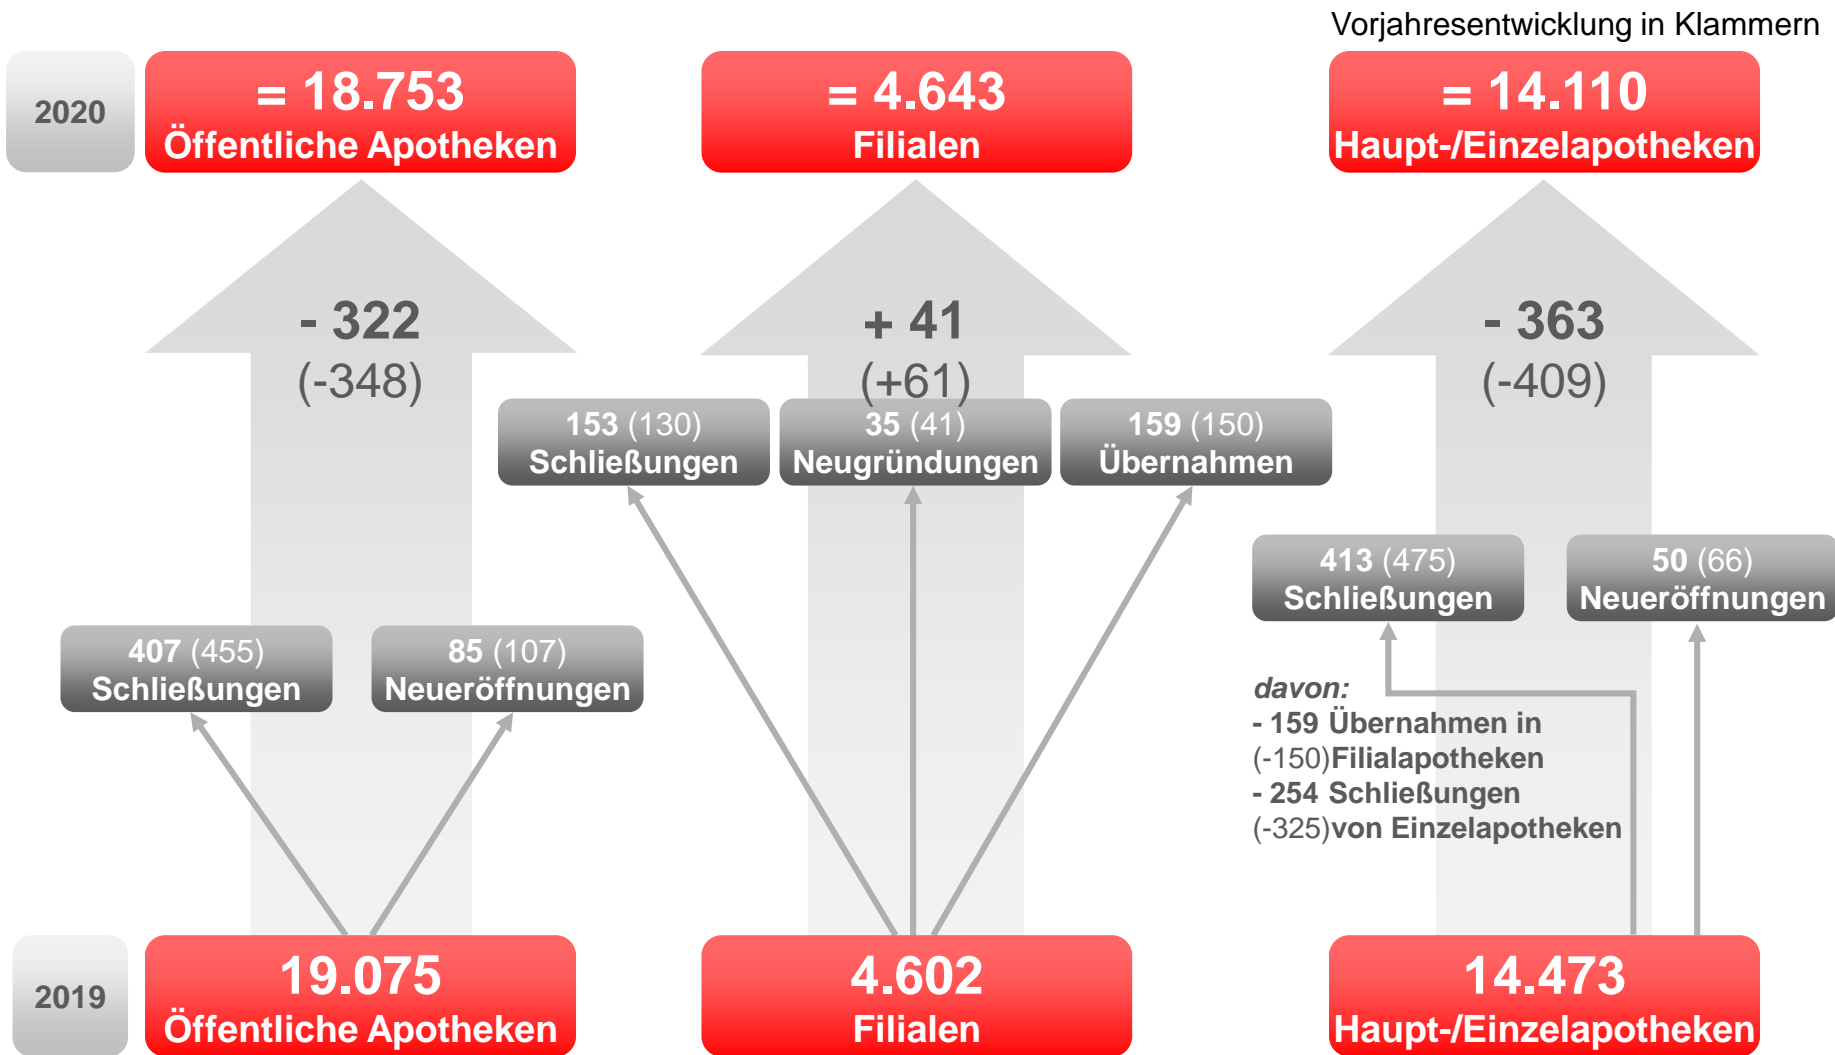 Vorjahresentwicklung in Klammern
2020
= 18.753
Öffentliche Apotheken
= 4.643
Filialen
= 14.110
Haupt-/Einzelapotheken
- 322
(-348)
+ 41
(+61)
- 363
(-409)
153 (130)
Schließungen
35 (41)
Neugründungen
159 (150)
Übernahmen
413 (475)
Schließungen
50 (66)
Neueröffnungen
407 (455)
Schließungen
85 (107)
Neueröffnungen
davon:
- 159 Übernahmen in
(-150)Filialapotheken
- 254 Schließungen
(-325)von Einzelapotheken
2019
19.075
Öffentliche Apotheken
4.602
Filialen
14.473
Haupt-/Einzelapotheken